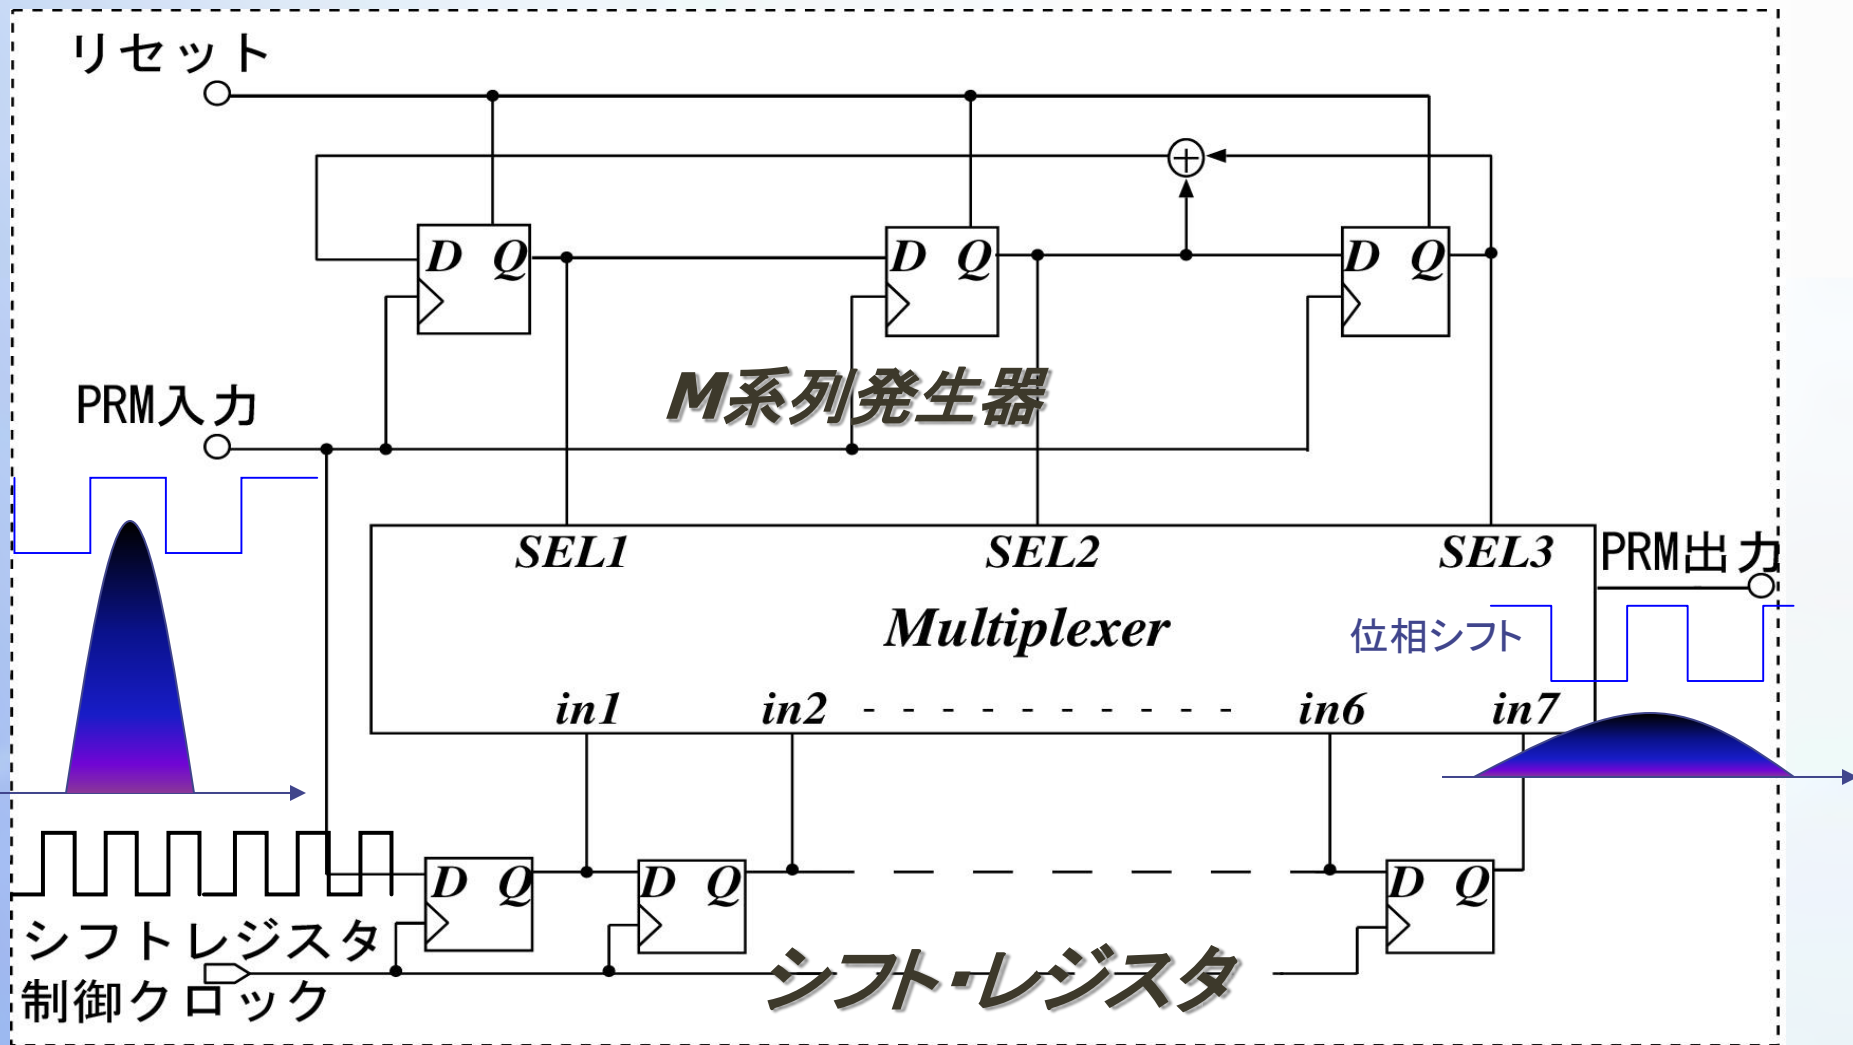 リセット
D Q
D Q
D Q
M系列発生器
PRM入力
SEL1 SEL2 SEL3
PRM出力
Multiplexer
位相シフト
in1 in2 - - - - - - - - - - in6 in7
D Q
D Q
D Q
シフトレジスタ
制御クロック
シフト・レジスタ